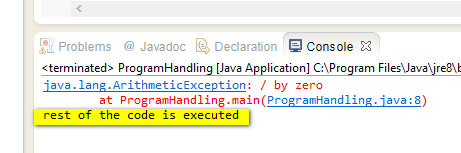 Problems @ Javadoc Declaration Console
<terminated> ProgramHandling [Java Application] C:\Program Files\Java\jre8\b
java.lang.ArithmeticException: / by zero
at ProgramHandling.main(ProgramHandling.java:8)
rest of the code is executed